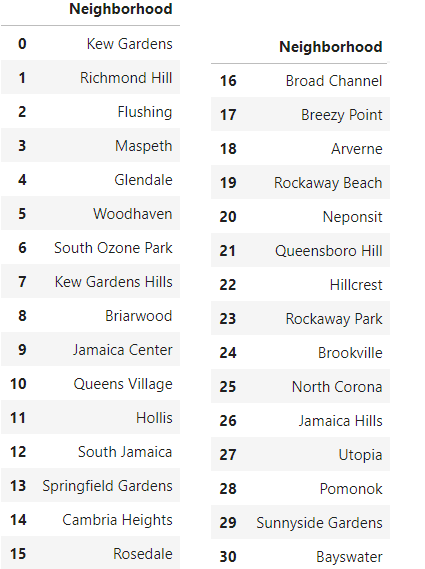 Neighborhood
0 Kew Gardens
1 Richmond Hill
2 Flushing
3 Maspeth
4 Glendale
5 Woodhaven
6 South Ozone Park
7 Kew Gardens Hills
8 Briarwood
9 Jamaica Center
10 Queens Village
11 Hollis
12 South Jamaica
13 Springfield Gardens
14 Cambria Heights
15 Rosedale
Neighborhood
16 Broad Channel
17 Breezy Point
18 Arverne
19 Rockaway Beach
20 Neponsit
21 Queensboro Hill
22 Hillcrest
23 Rockaway Park
24 Brookville
25 North Corona
26 Jamaica Hills
27 Utopia
28 Pomonok
29 Sunnyside Gardens
30 Bayswater